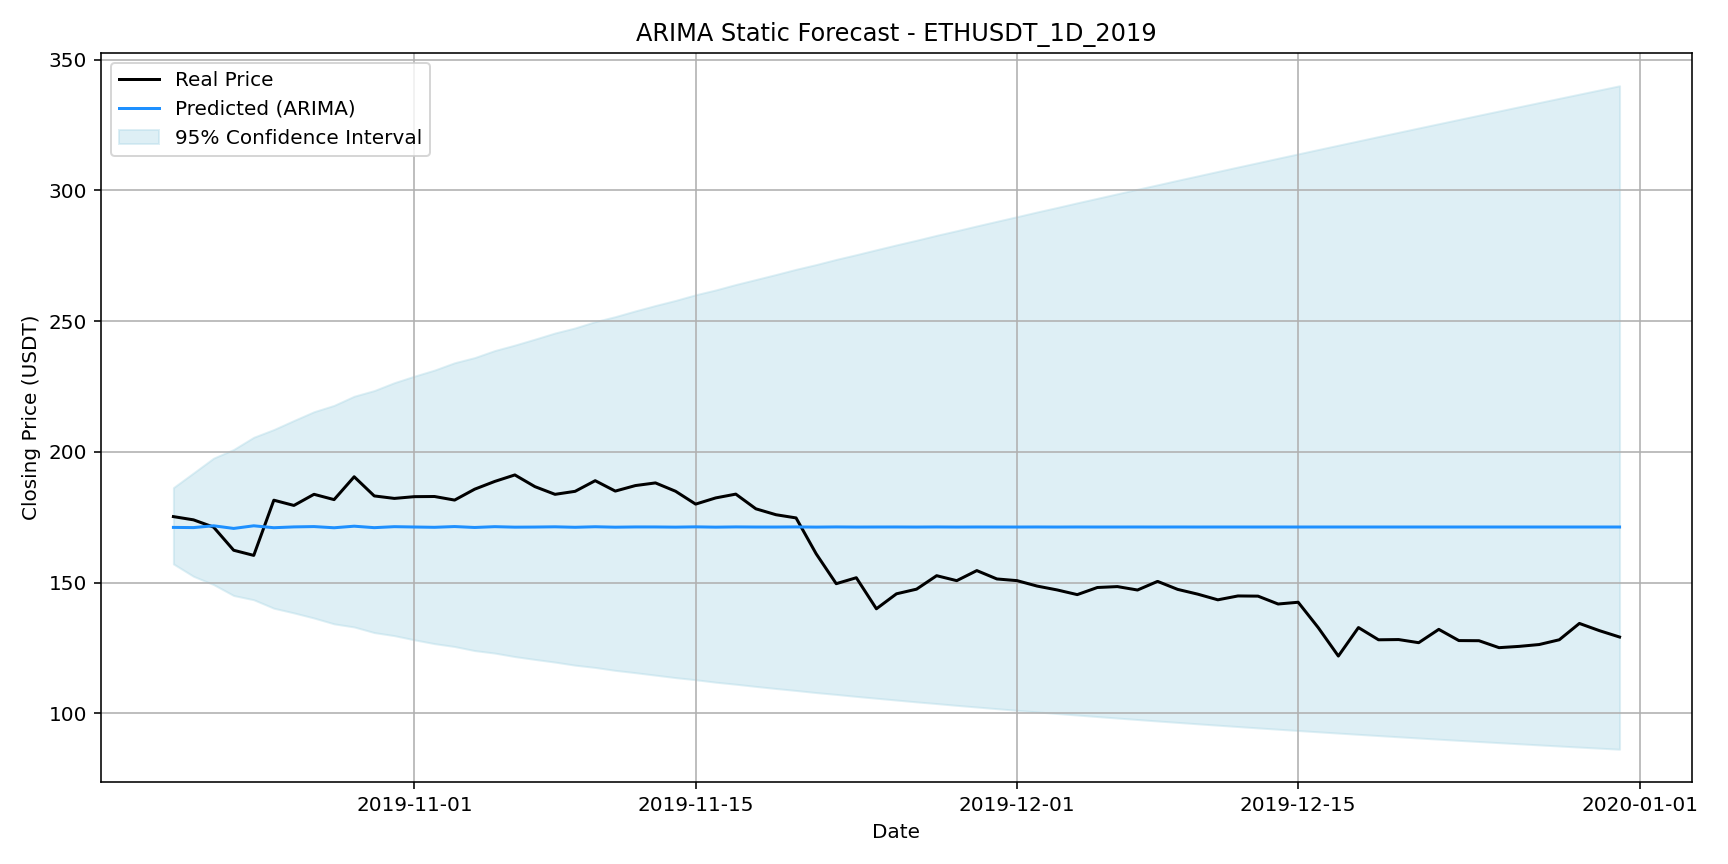 ARIMA Static Forecast - ETHUSDT_1D_2019
Real Price
Predicted (ARIMA)
95% Confidence Interval
Closing Price (USDT)
350
300
250
200
150
100
2019-11-01
2019-11-15
2019-12-01
2019-12-15
2020-01-01
Date